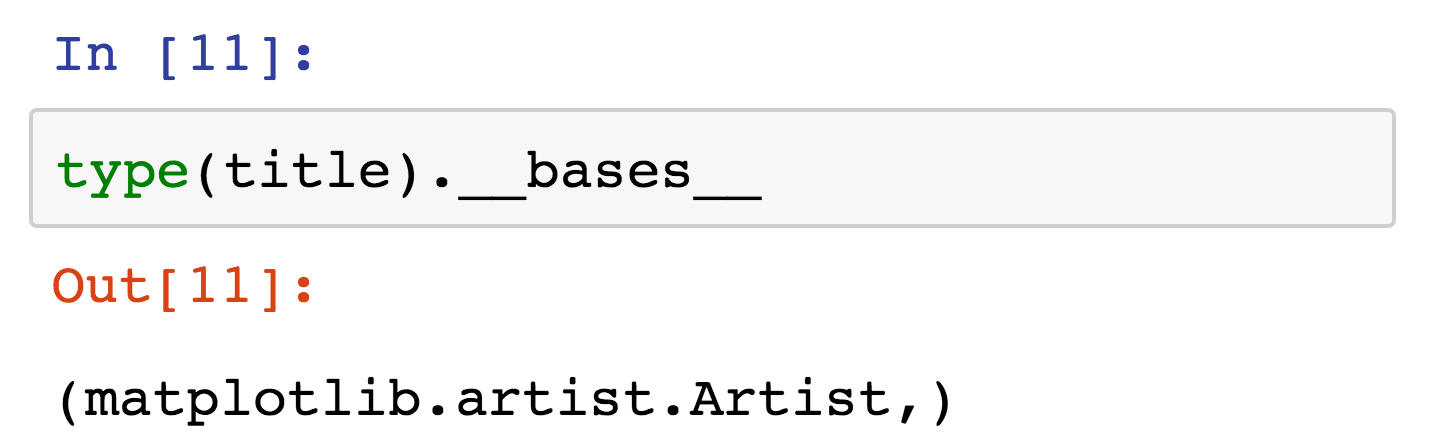 In [11]:
type(title).__bases__
Out[11]:
(matplotlib.artist.Artist,)